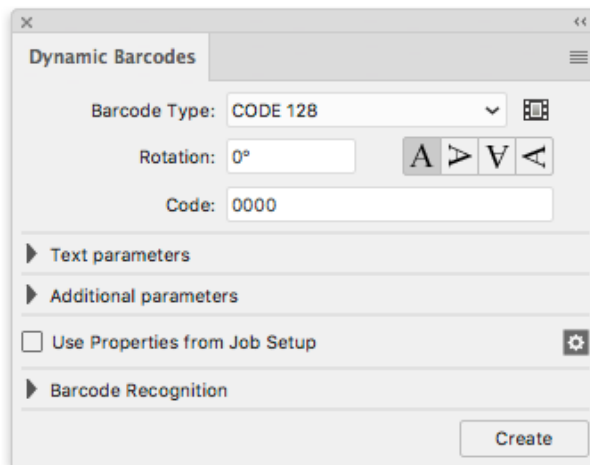 Dynamic Barcodes
Barcode Type: CODE 128
Rotation: 0° A A A A
Code: 0000
Text parameters
Additional parameters
Use Properties from Job Setup
Barcode Recognition
Create